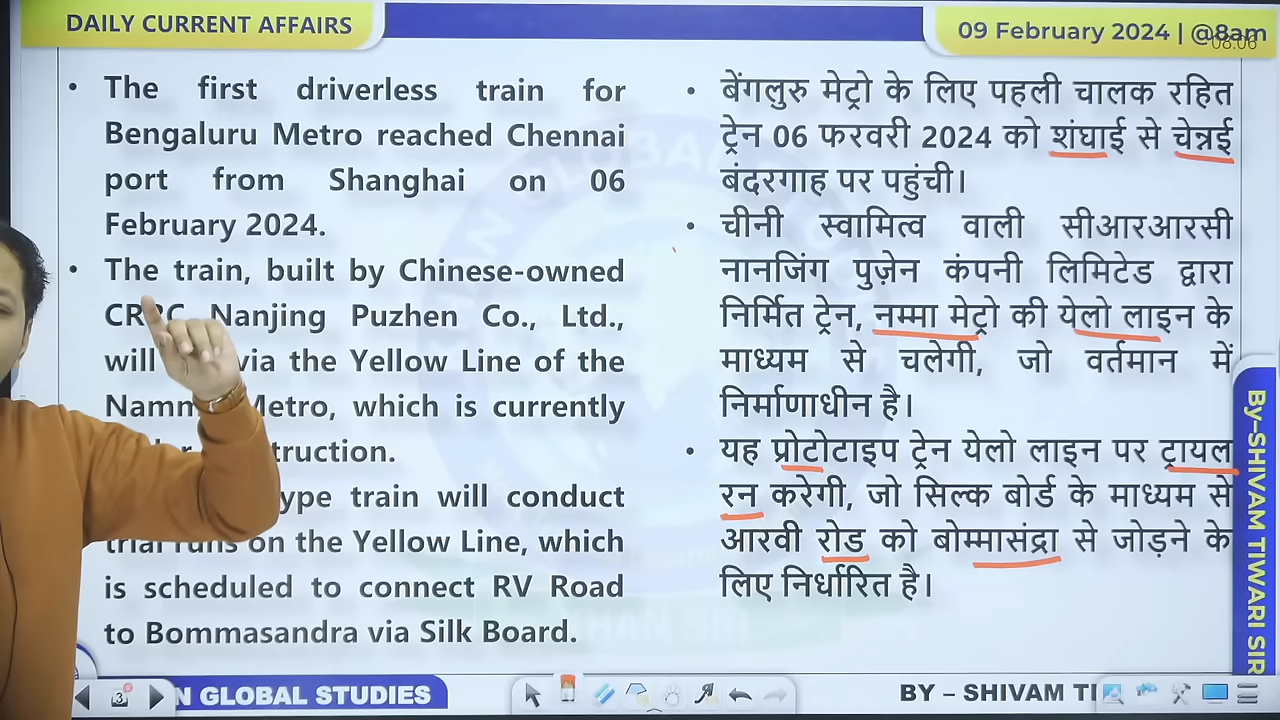 DAILY CURRENT AFFAIRS
09 February 2024 | @8am
08:06
• The first driverless train for
Bengaluru Metro reached Chennai
port from Shanghai on 06
February 2024.
• The train, built by Chinese-owned
Nanjing Puzhen Co., Ltd.,
will via the Yellow Line of the
Metro, which is currently
type train will conduct
trial runs on the Yellow Line, which
is scheduled to connect RV Road
to Bommasandra via Silk Board.
• बेंगलुरु मेट्रो के लिए पहली चालक रहित
ट्रेन 06 फरवरी 2024 को शंघाई से चेन्नई
बंदरगाह पर पहुंची।
• चीनी स्वामित्व वाली सीआरआरसी
नानजिंग पुज़ेन कंपनी लिमिटेड द्वारा
निर्मित ट्रेन, नम्मा मेट्रो की येलो लाइन के
माध्यम से चलेगी, जो वर्तमान में
निर्माणाधीन है।
• यह प्रोटोटाइप ट्रेन येलो लाइन पर ट्रायल
रन करेगी, जो सिल्क बोर्ड के माध्यम से
आरवी रोड को बोम्मासंद्रा से जोड़ने के
लिए निर्धारित है।
By-SHIVAM TIWARI SIR
GLOBAL STUDIES
BY – SHIVAM